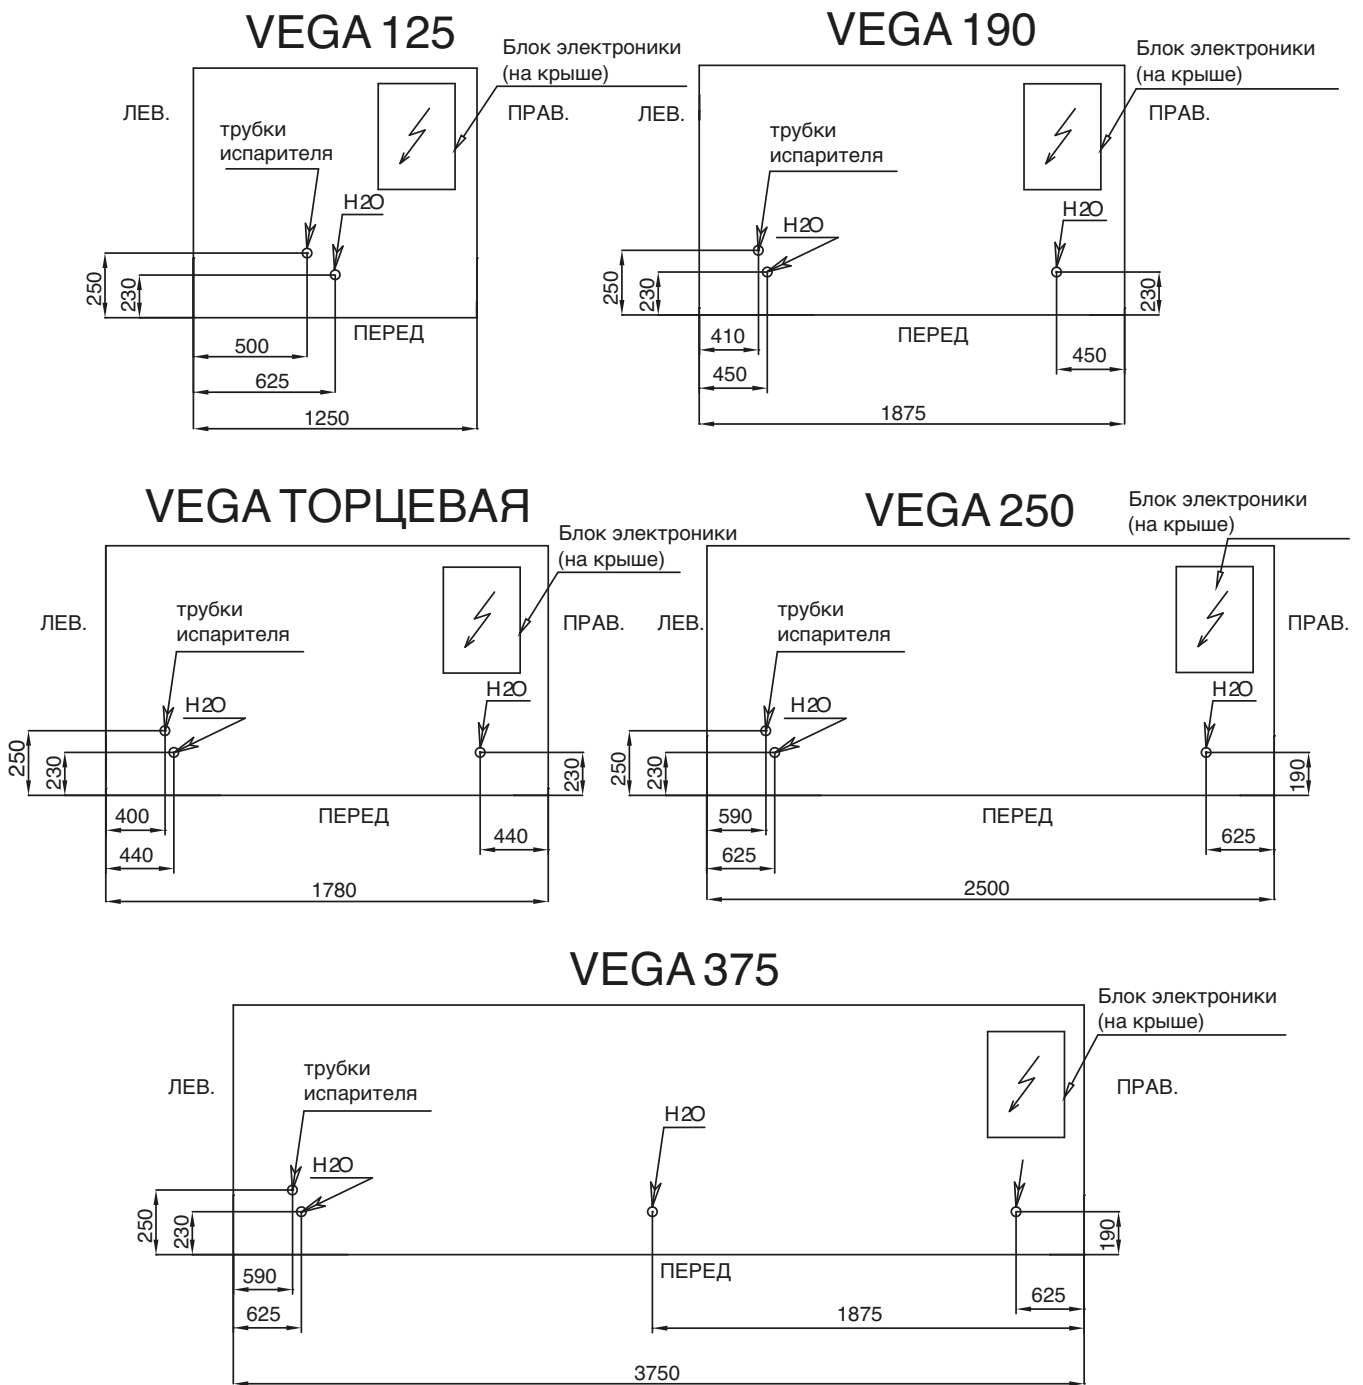 VEGA 125
Блок электроники
(на крыше)
ЛЕВ.
ПРАВ.
трубки
испарителя
H2O
250
230
ПЕРЕД
500
625
1250
VEGA 190
Блок электроники
(на крыше)
ЛЕВ.
ПРАВ.
трубки
испарителя
H2O
H2O
250
230
230
ПЕРЕД
410
450
450
1875
VEGA ТОРЦЕВАЯ
Блок электроники
(на крыше)
ЛЕВ.
ПРАВ.
трубки
испарителя
H2O
H2O
250
230
230
400
ПЕРЕД
440
440
1780
VEGA 250
Блок электроники
(на крыше)
ЛЕВ.
ПРАВ.
трубки
испарителя
H2O
H2O
250
230
190
590
ПЕРЕД
625
625
2500
VEGA 375
Блок электроники
(на крыше)
ЛЕВ.
ПРАВ.
трубки
испарителя
H2O
H2O
250
230
190
590
ПЕРЕД
625
1875
625
3750